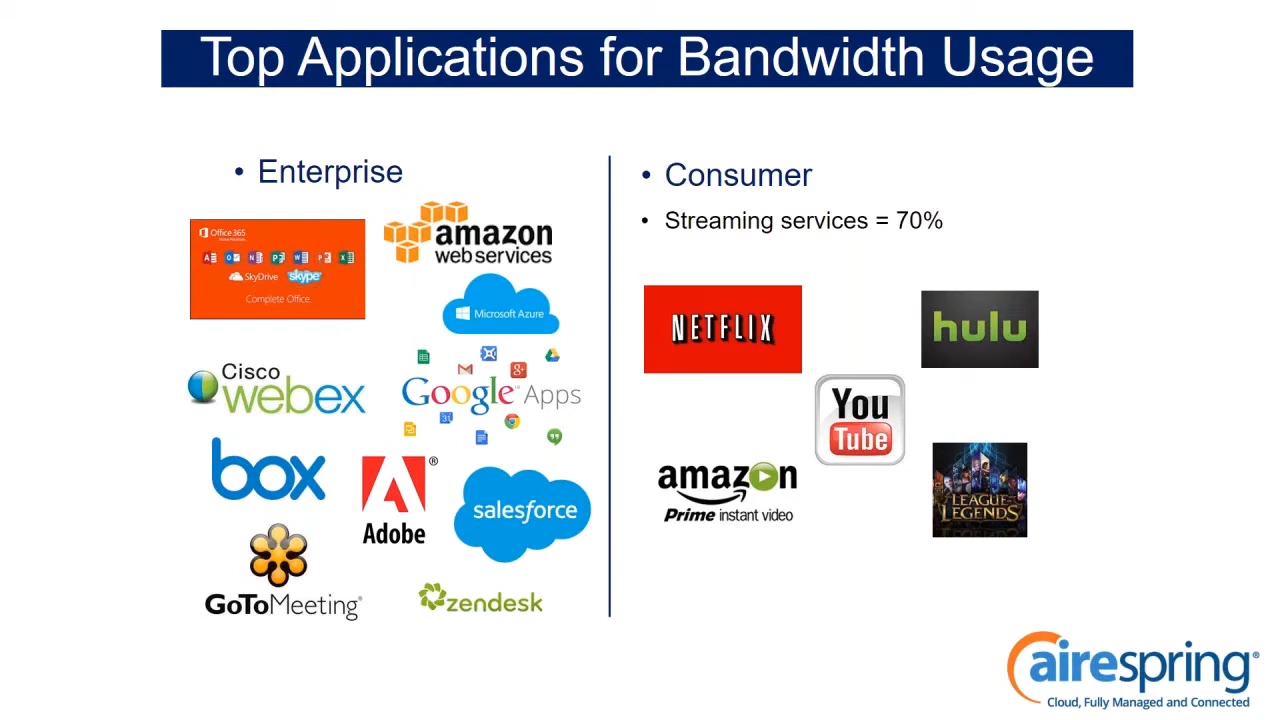 Top Applications for Bandwidth Usage
• Enterprise
Office 365
SkyDrive
skype
Complete Office.
amazon
web services
Microsoft Azure
Cisco
webex
Google™ Apps
31
box
Adobe®
salesforce
GoToMeeting®
zendesk
• Consumer
• Streaming services = 70%
NETFLIX
hulu
You
Tube
amazon
Prime instant video
LEAGUE OF
LEGENDS
airespring®
Cloud, Fully Managed and Connected